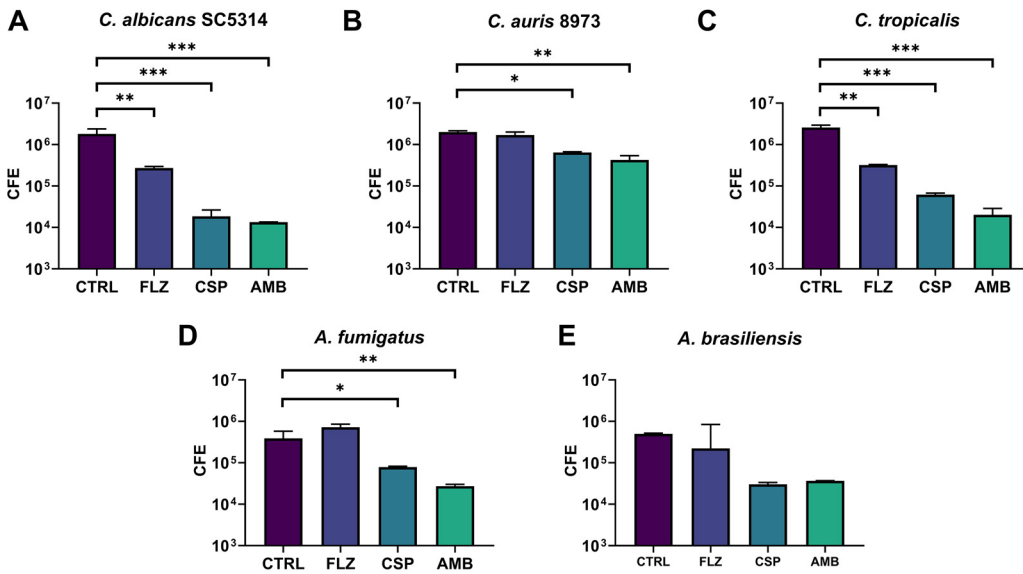 A C. albicans SC5314
***
***
**
CFE
10⁷
10⁶
10⁵
10⁴
10³
CTRL FLZ CSP AMB
B C. auris 8973
**
*
CFE
10⁷
10⁶
10⁵
10⁴
10³
CTRL FLZ CSP AMB
C C. tropicalis
***
***
**
CFE
10⁷
10⁶
10⁵
10⁴
10³
CTRL FLZ CSP AMB
D A. fumigatus
**
*
CFE
10⁷
10⁶
10⁵
10⁴
10³
CTRL FLZ CSP AMB
E A. brasiliensis
CFE
10⁷
10⁶
10⁵
10⁴
10³
CTRL FLZ CSP AMB